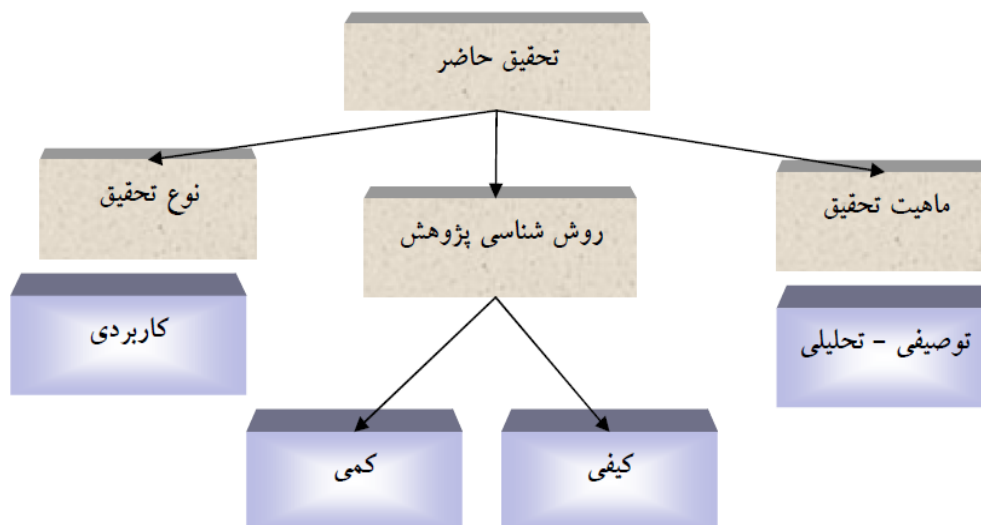 تحقیق حاضر
ماهیت تحقیق
روش شناسی پژوهش
نوع تحقیق
توصیفی - تحلیلی
کاربردی
کیفی
کمی